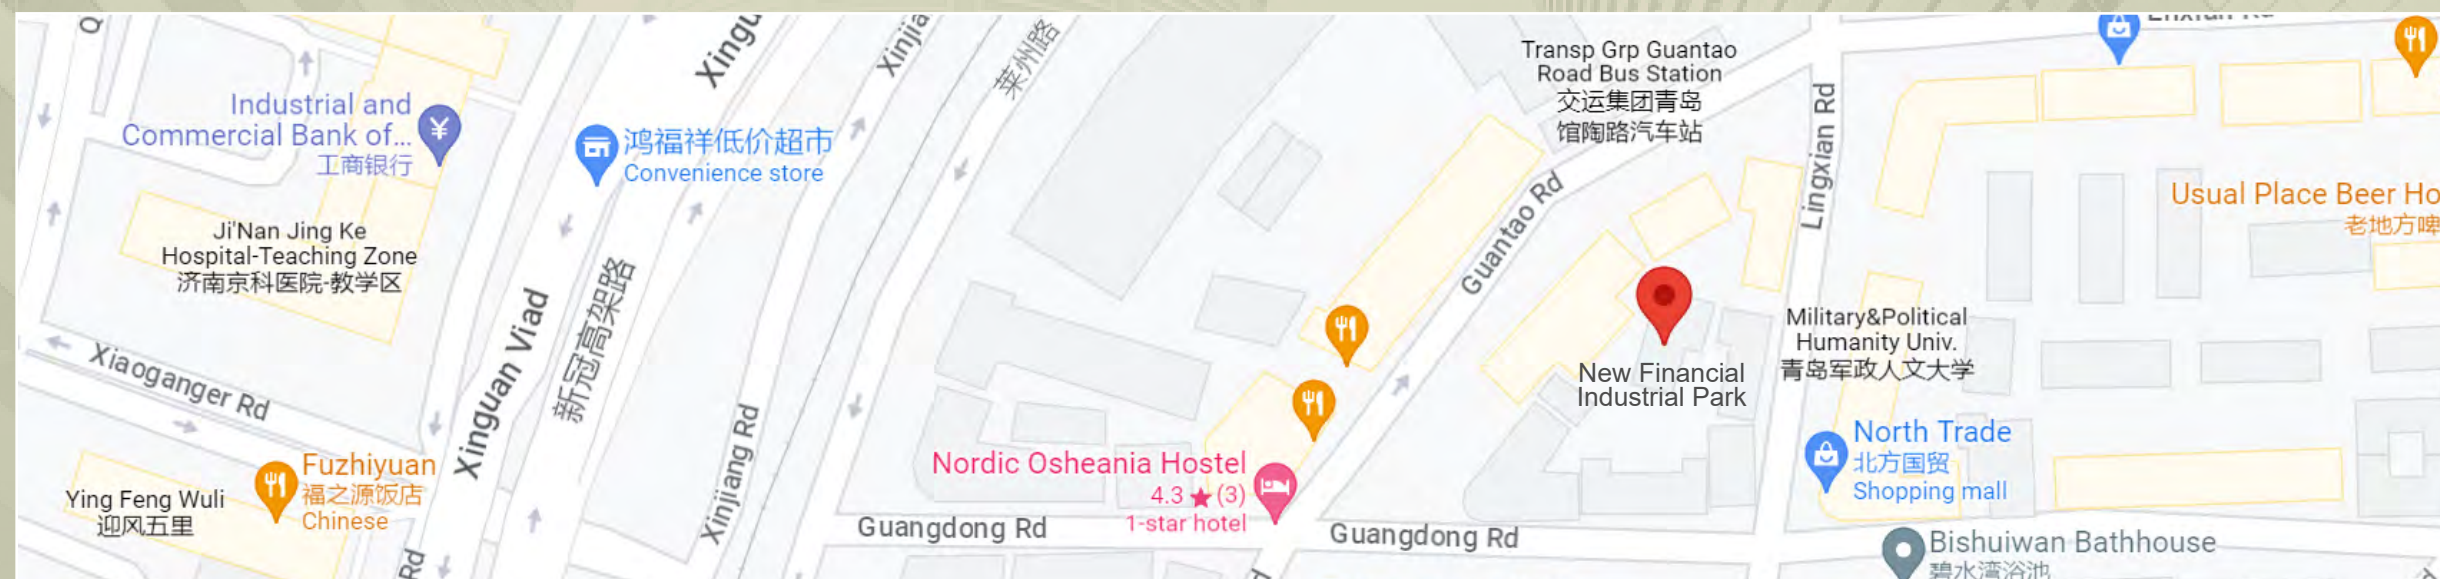 Xingu
Xinjia
莱州路
Transp Grp Guantao
Road Bus Station
交运集团青岛
馆陶路汽车站
Lingxian Rd
Industrial and
Commercial Bank of...
工商银行
鸿福祥低价超市
Convenience store
Usual Place Beer Ho
老地方啤
Ji'Nan Jing Ke
Hospital-Teaching Zone
济南京科医院-教学区
Guantao Rd
Xinguan Viad
新冠高架路
Xiaoganger Rd
New Financial
Industrial Park
Military&Political
Humanity Univ.
青岛军政人文大学
Xinjiang Rd
North Trade
北方国贸
Shopping mall
Nordic Osheania Hostel
4.3 ★ (3)
1-star hotel
Fuzhiyuan
福之源饭店
Chinese
Ying Feng Wuli
迎风五里
Guangdong Rd
Guangdong Rd
Bishuiwan Bathhouse
碧水湾浴池
Rd